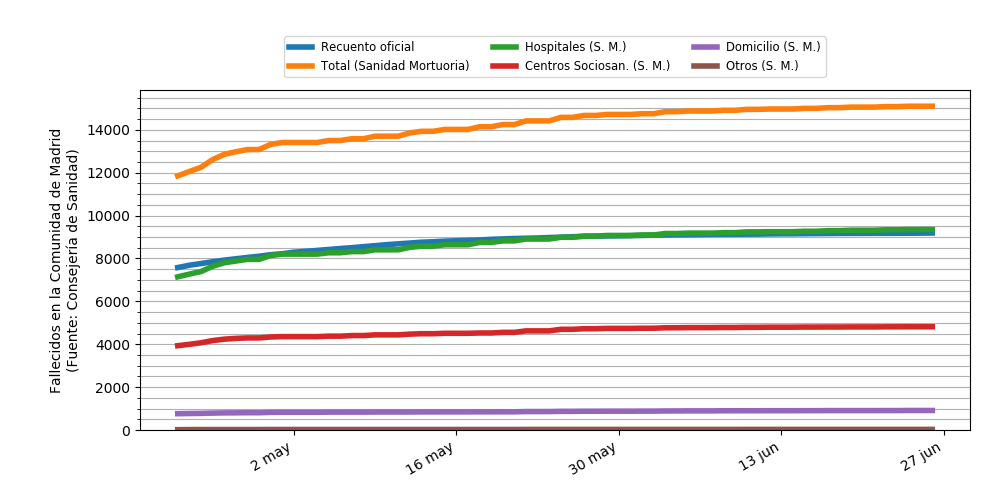 Recuento oficial
Total (Sanidad Mortuoria)
Hospitales (S. M.)
Centros Sociosan. (S. M.)
Domicilio (S. M.)
Otros (S. M.)
Fallecidos en la Comunidad de Madrid
(Fuente: Consejería de Sanidad)
14000
12000
10000
8000
6000
4000
2000
0
2 may
16 may
30 may
13 jun
27 jun